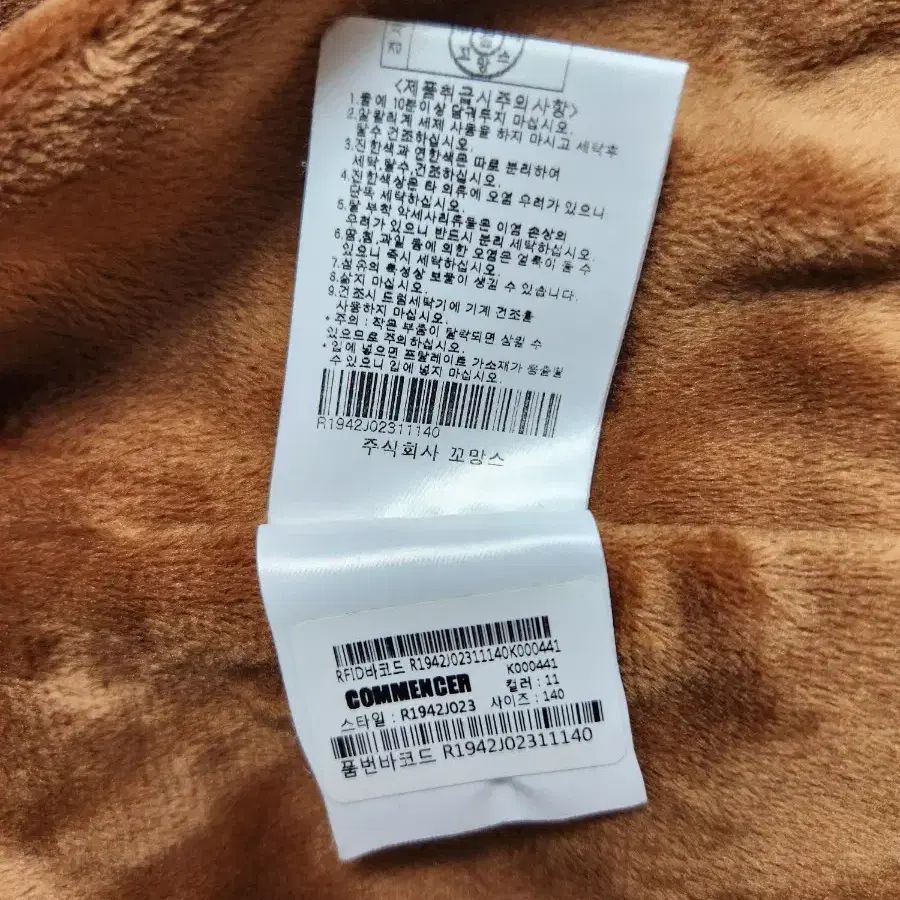 꼬망스
<제품취급시주의사항>
1.물에 10분이상 담궈두지 마십시오.
2.알칼리계 세제 사용을 하지 마시고 세탁후
탈수 건조하십시오.
3.진한색과 연한색은 따로 분리하여
세탁,탈수,건조하십시오.
4.진한색상은 타 의류에 오염 우려가 있으니
단독 세탁하십시오.
5.탈 부착 악세사리류들은 이염 손상의
우려가 있으니 반드시 분리 세탁하십시오.
6.땀,침,과일 등에 의한 오염은 얼룩이 될수
있으니 즉시 세탁하십시오.
7.섬유의 특성상 보풀이 생길 수 있습니다.
8.삶지 마십시오.
9.건조시 드럼세탁기에 기계 건조를
사용하지 마십시오.
* 주의 : 작은 부품이 탈락되면 삼킬 수
있으므로 주의하십시오.
* 입에 넣으면 프탈레이트 가소제가 용출될
수 있으니 입에 넣지 마십시오.
R1942J02311140
주식회사 꼬망스
RFID바코드 R1942J02311140K000441
K000441
COMMENCER 컬러 : 11
스타일 : R1942J023 사이즈 : 140
품번바코드 R1942J02311140